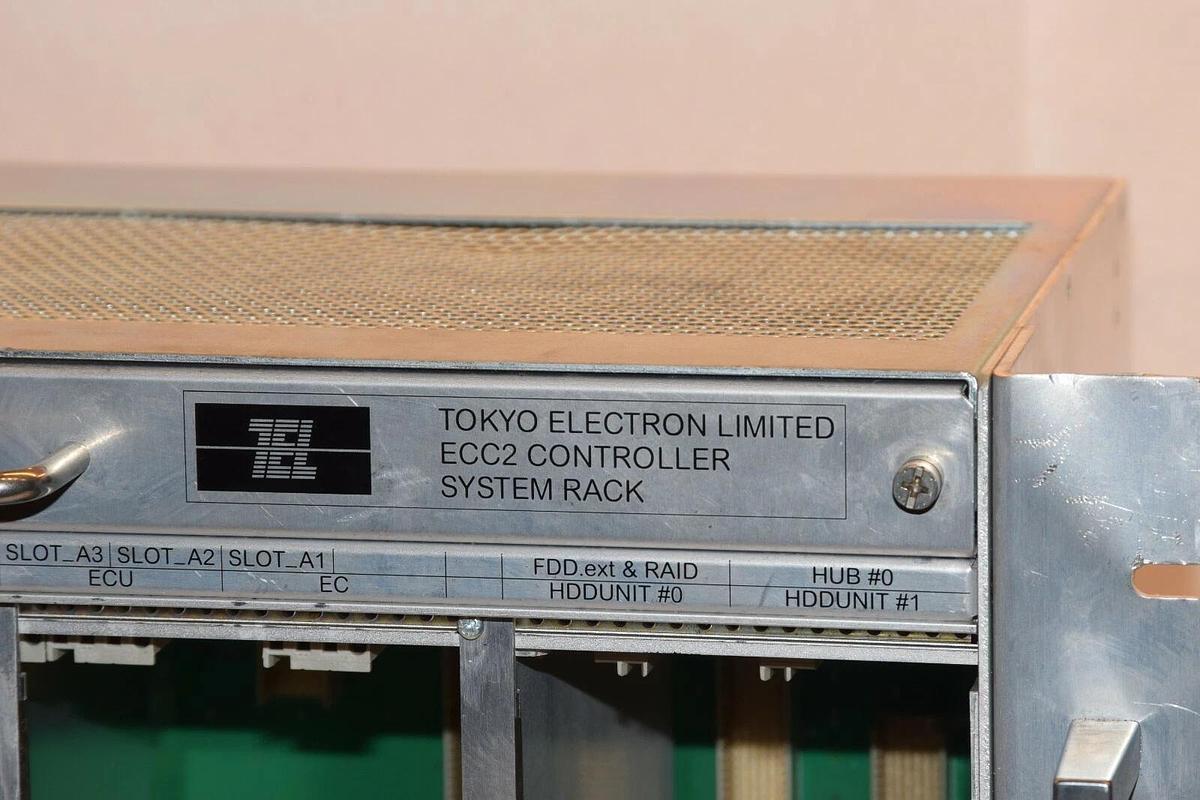 TEL
TOKYO ELECTRON LIMITED
ECC2 CONTROLLER
SYSTEM RACK
SLOT_A3 SLOT_A2 SLOT_A1 FDD.ext & RAID HUB #0
ECU EC HDDUNIT #0 HDDUNIT #1